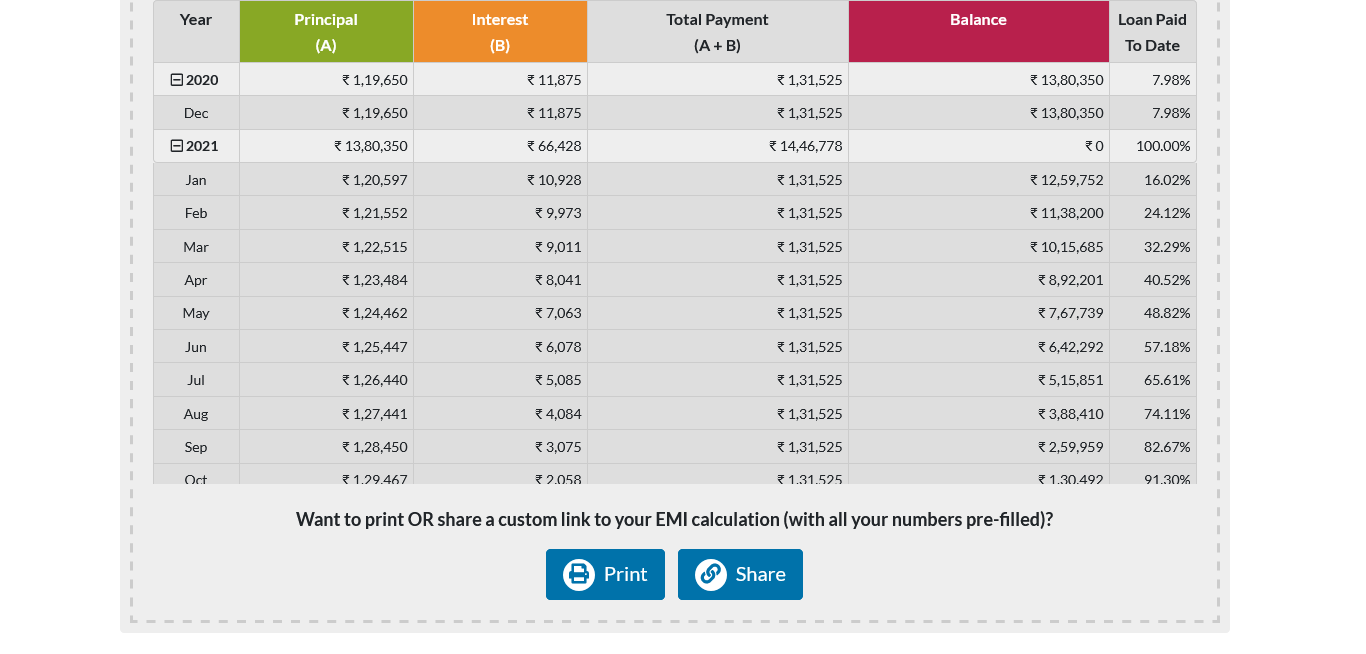 Year Principal (A) Interest (B) Total Payment (A + B) Balance Loan Paid To Date
2020 ₹ 1,19,650 ₹ 11,875 ₹ 1,31,525 ₹ 13,80,350 7.98%
Dec ₹ 1,19,650 ₹ 11,875 ₹ 1,31,525 ₹ 13,80,350 7.98%
2021 ₹ 13,80,350 ₹ 66,428 ₹ 14,46,778 ₹ 0 100.00%
Jan ₹ 1,20,597 ₹ 10,928 ₹ 1,31,525 ₹ 12,59,752 16.02%
Feb ₹ 1,21,552 ₹ 9,973 ₹ 1,31,525 ₹ 11,38,200 24.12%
Mar ₹ 1,22,515 ₹ 9,011 ₹ 1,31,525 ₹ 10,15,685 32.29%
Apr ₹ 1,23,484 ₹ 8,041 ₹ 1,31,525 ₹ 8,92,201 40.52%
May ₹ 1,24,462 ₹ 7,063 ₹ 1,31,525 ₹ 7,67,739 48.82%
Jun ₹ 1,25,447 ₹ 6,078 ₹ 1,31,525 ₹ 6,42,292 57.18%
Jul ₹ 1,26,440 ₹ 5,085 ₹ 1,31,525 ₹ 5,15,851 65.61%
Aug ₹ 1,27,441 ₹ 4,084 ₹ 1,31,525 ₹ 3,88,410 74.11%
Sep ₹ 1,28,450 ₹ 3,075 ₹ 1,31,525 ₹ 2,59,959 82.67%
Oct ₹ 1,29,467 ₹ 2,058 ₹ 1,31,525 ₹ 1,30,492 91.30%
Want to print OR share a custom link to your EMI calculation (with all your numbers pre-filled)?
Print Share